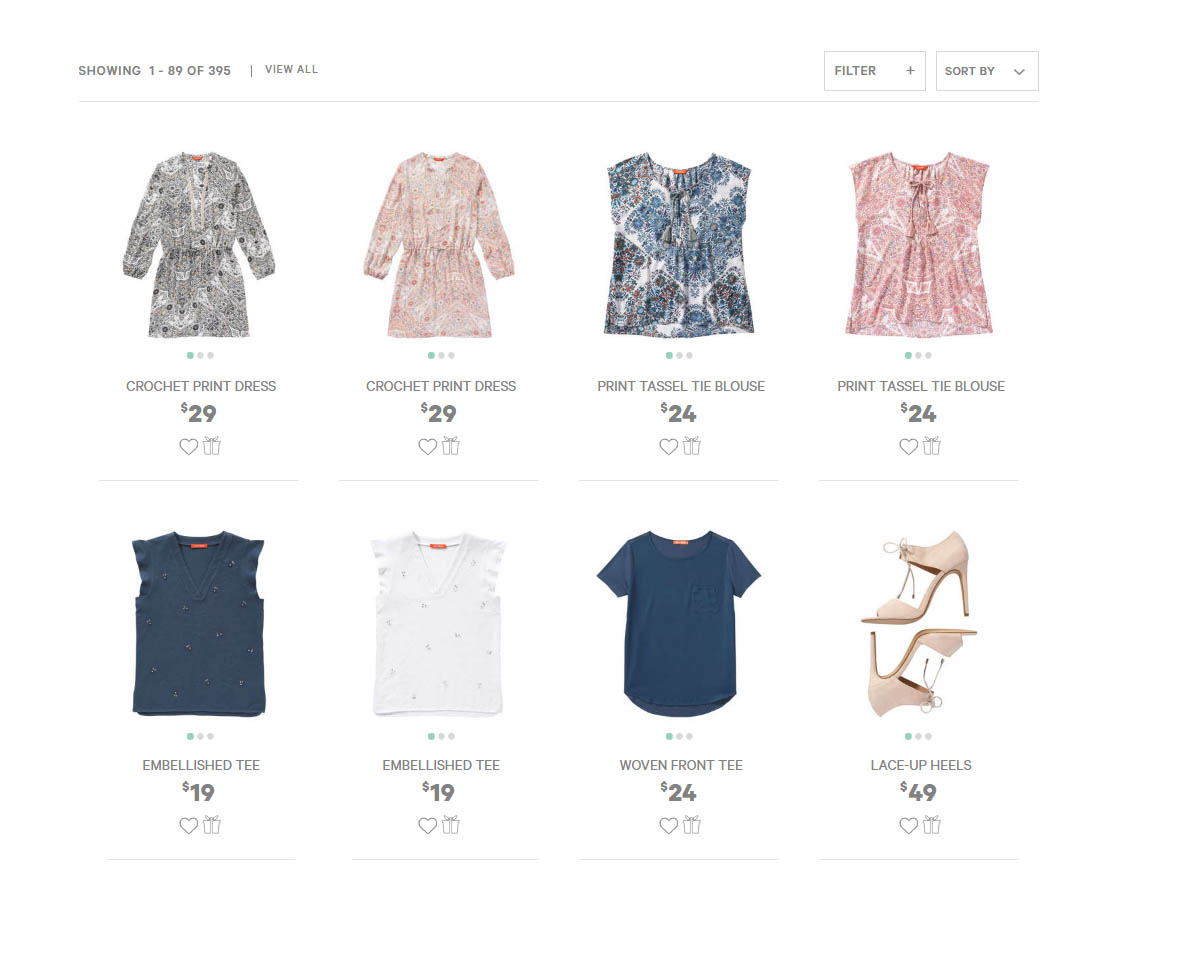 SHOWING 1 - 89 OF 395 | VIEW ALL
FILTER +
SORT BY
CROCHET PRINT DRESS
$29
CROCHET PRINT DRESS
$29
PRINT TASSEL TIE BLOUSE
$24
PRINT TASSEL TIE BLOUSE
$24
EMBELLISHED TEE
$19
EMBELLISHED TEE
$19
WOVEN FRONT TEE
$24
LACE-UP HEELS
$49